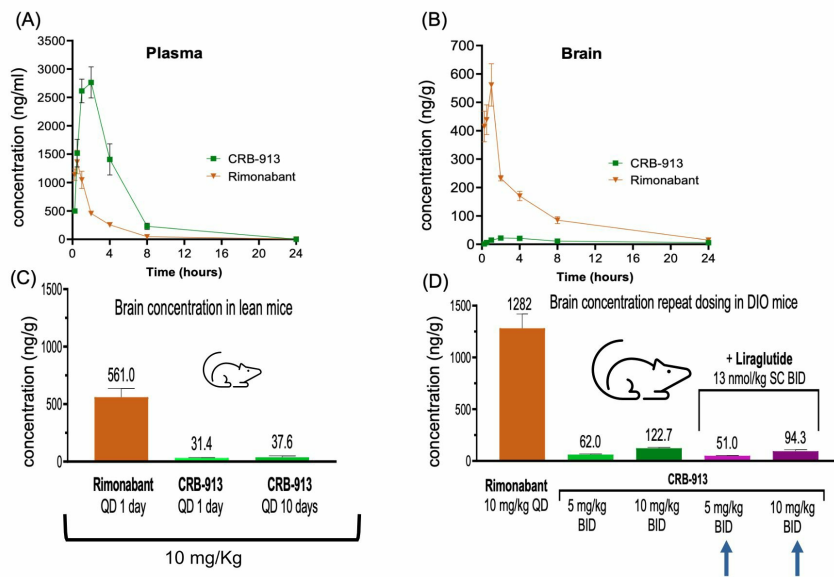 (A)
Plasma
concentration (ng/ml)
3500
3000
2500
2000
1500
1000
500
0
CRB-913
Rimonabant
0 4 8 12 16 20 24
Time (hours)
(B)
Brain
concentration (ng/g)
700
600
500
400
300
200
100
0
CRB-913
Rimonabant
0 4 8 12 16 20 24
Time (hours)
(C)
Brain concentration in lean mice
concentration (ng/g)
1500
1000
500
0
561.0
31.4
37.6
Rimonabant
QD 1 day
CRB-913
QD 1day
CRB-913
QD 10days
10 mg/Kg
(D)
Brain concentration repeat dosing in DIO mice
concentration (ng/g)
1500
1000
500
0
1282
62.0
122.7
51.0
94.3
+ Liraglutide
13 nmol/kg SC BID
Rimonabant
10 mg/kg QD
CRB-913
5 mg/kg
BID
10 mg/kg
BID
5 mg/kg
BID
10 mg/kg
BID